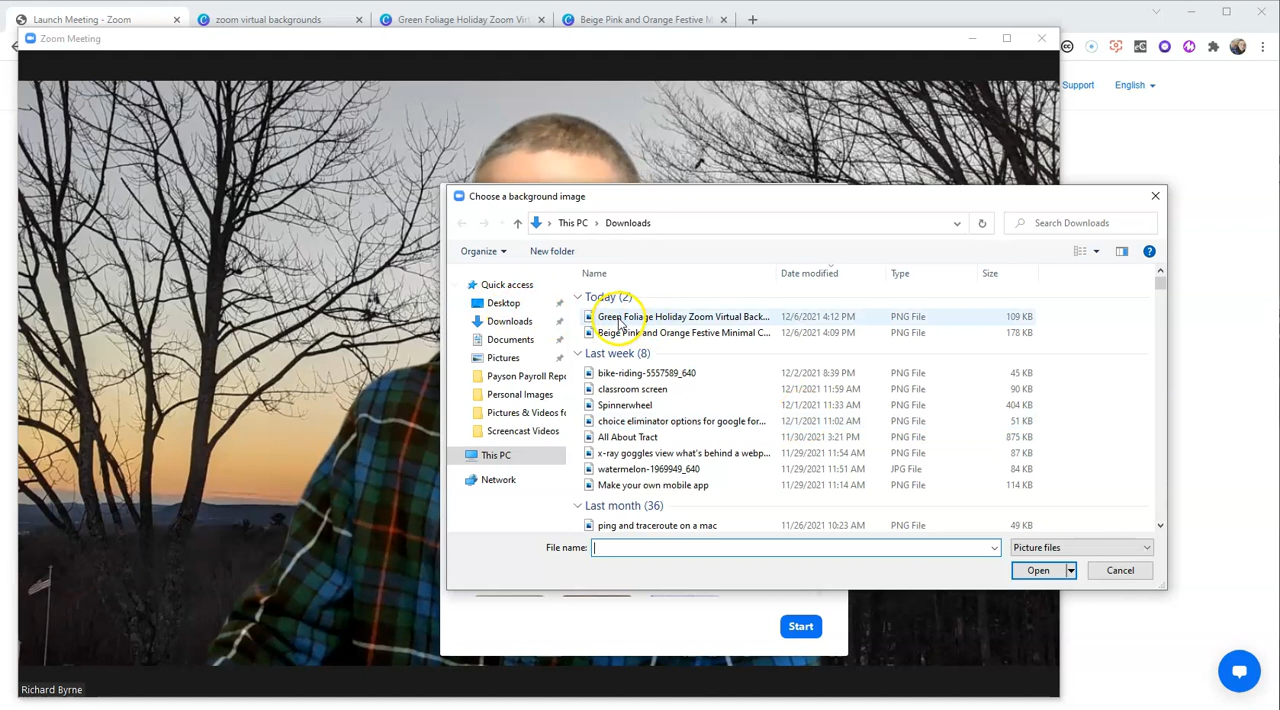 Launch Meeting - Zoom
zoom virtual backgrounds
Green Foliage Holiday Zoom Virt
Beige Pink and Orange Festive M
Zoom Meeting
Support
English
Choose a background image
This PC
Downloads
Search Downloads
Organize
New folder
Name
Date modified
Type
Size
Quick access
Desktop
Downloads
Documents
Pictures
Payson Payroll Repo
Personal Images
Pictures & Videos fo
Screencast Videos
This PC
Network
Today (2)
Green Foliage Holiday Zoom Virtual Back... 12/6/2021 4:12 PM PNG File 109 KB
Beige Pink and Orange Festive Minimal C... 12/6/2021 4:09 PM PNG File 178 KB
Last week (8)
bike-riding-5557589_640 12/2/2021 8:39 PM PNG File 45 KB
classroom screen 12/1/2021 11:59 AM PNG File 90 KB
Spinnerwheel 12/1/2021 11:33 AM PNG File 404 KB
choice eliminator options for google for... 12/1/2021 11:02 AM PNG File 51 KB
All About Tract 11/30/2021 3:21 PM PNG File 875 KB
x-ray goggles view what's behind a webp... 11/29/2021 11:54 AM PNG File 87 KB
watermelon-1969949_640 11/29/2021 11:51 AM JPG File 84 KB
Make your own mobile app 11/29/2021 11:14 AM PNG File 114 KB
Last month (36)
ping and traceroute on a mac 11/26/2021 10:23 AM PNG File 49 KB
File name:
Picture files
Open
Cancel
Start
Richard Byrne